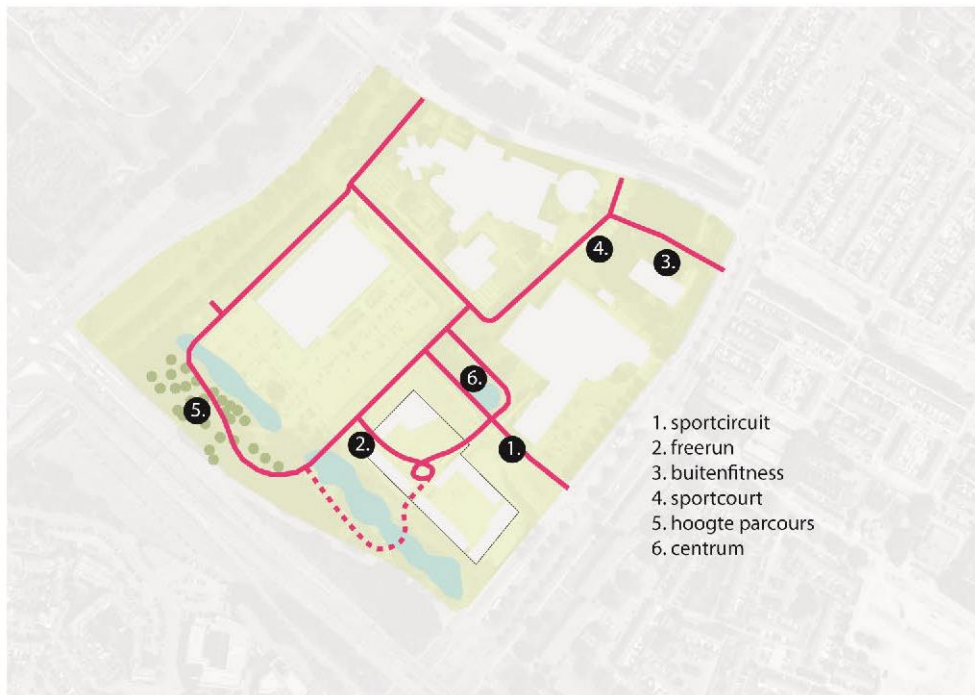 4.
3.
6.
5.
2.
1.
1. sportcircuit
2. freerun
3. buitenfitness
4. sportcourt
5. hoogte parcours
6. centrum